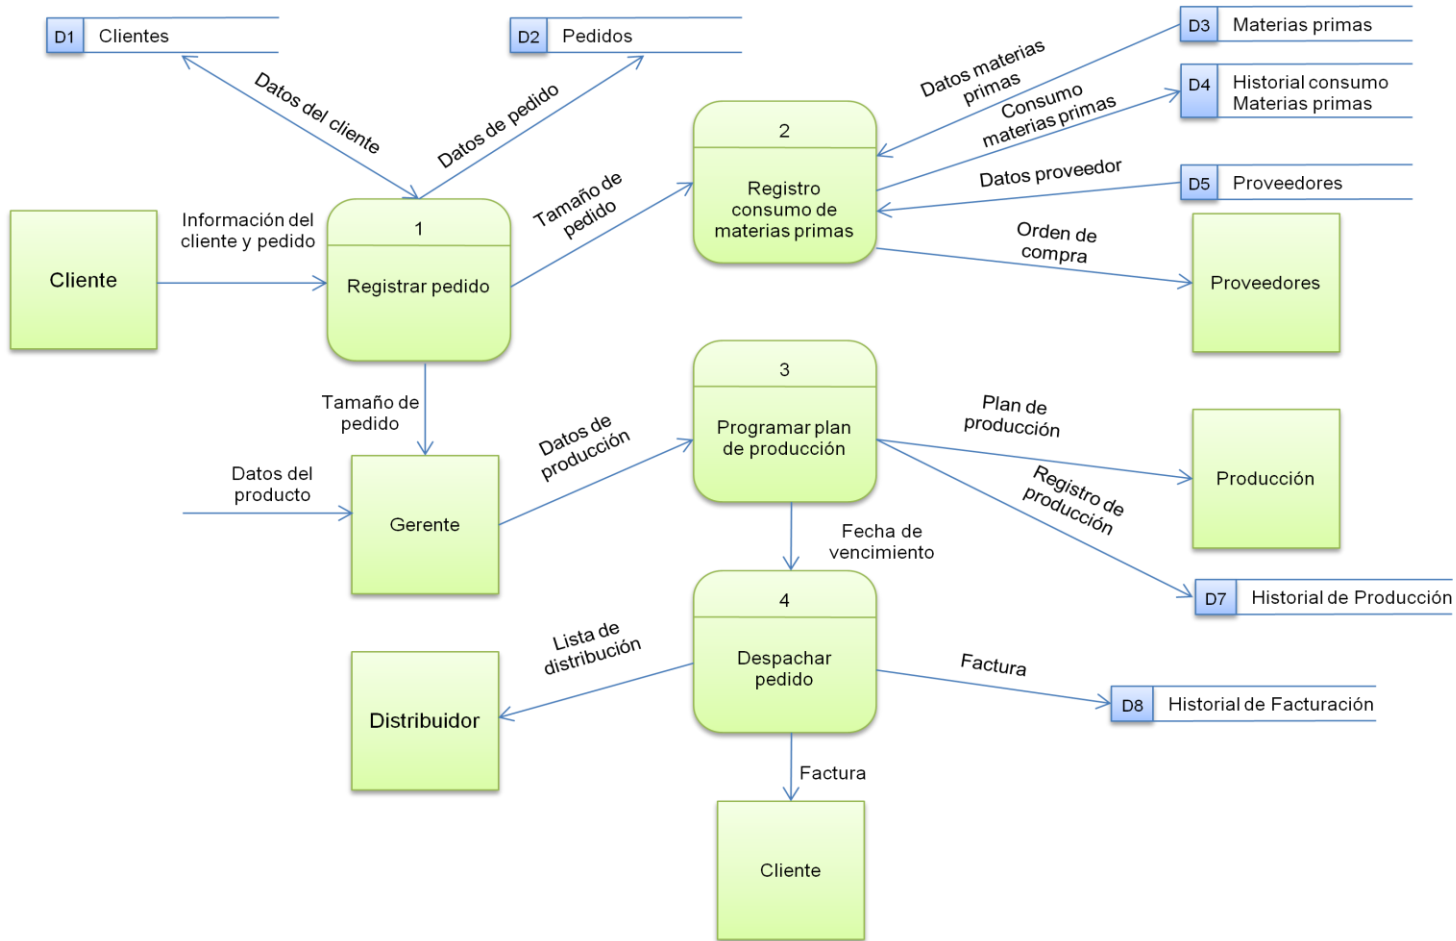 D1 Clientes
D2 Pedidos
D3 Materias primas
Datos materias
primas
D4 Historial consumo
Materias primas
Consumo
materias primas
Datos del cliente
Datos de pedido
2
Registro
consumo de
materias primas
Datos proveedor
D5 Proveedores
Tamaño de
pedido
Información del
cliente y pedido
1
Registrar pedido
Cliente
Orden de
compra
Proveedores
Tamaño de
pedido
3
Programar plan
de producción
Datos de
producción
Plan de
producción
Producción
Datos del
producto
Gerente
Registro de
producción
Fecha de
vencimiento
D7 Historial de Producción
4
Despachar
pedido
Lista de
distribución
Distribuidor
Factura
D8 Historial de Facturación
Factura
Cliente